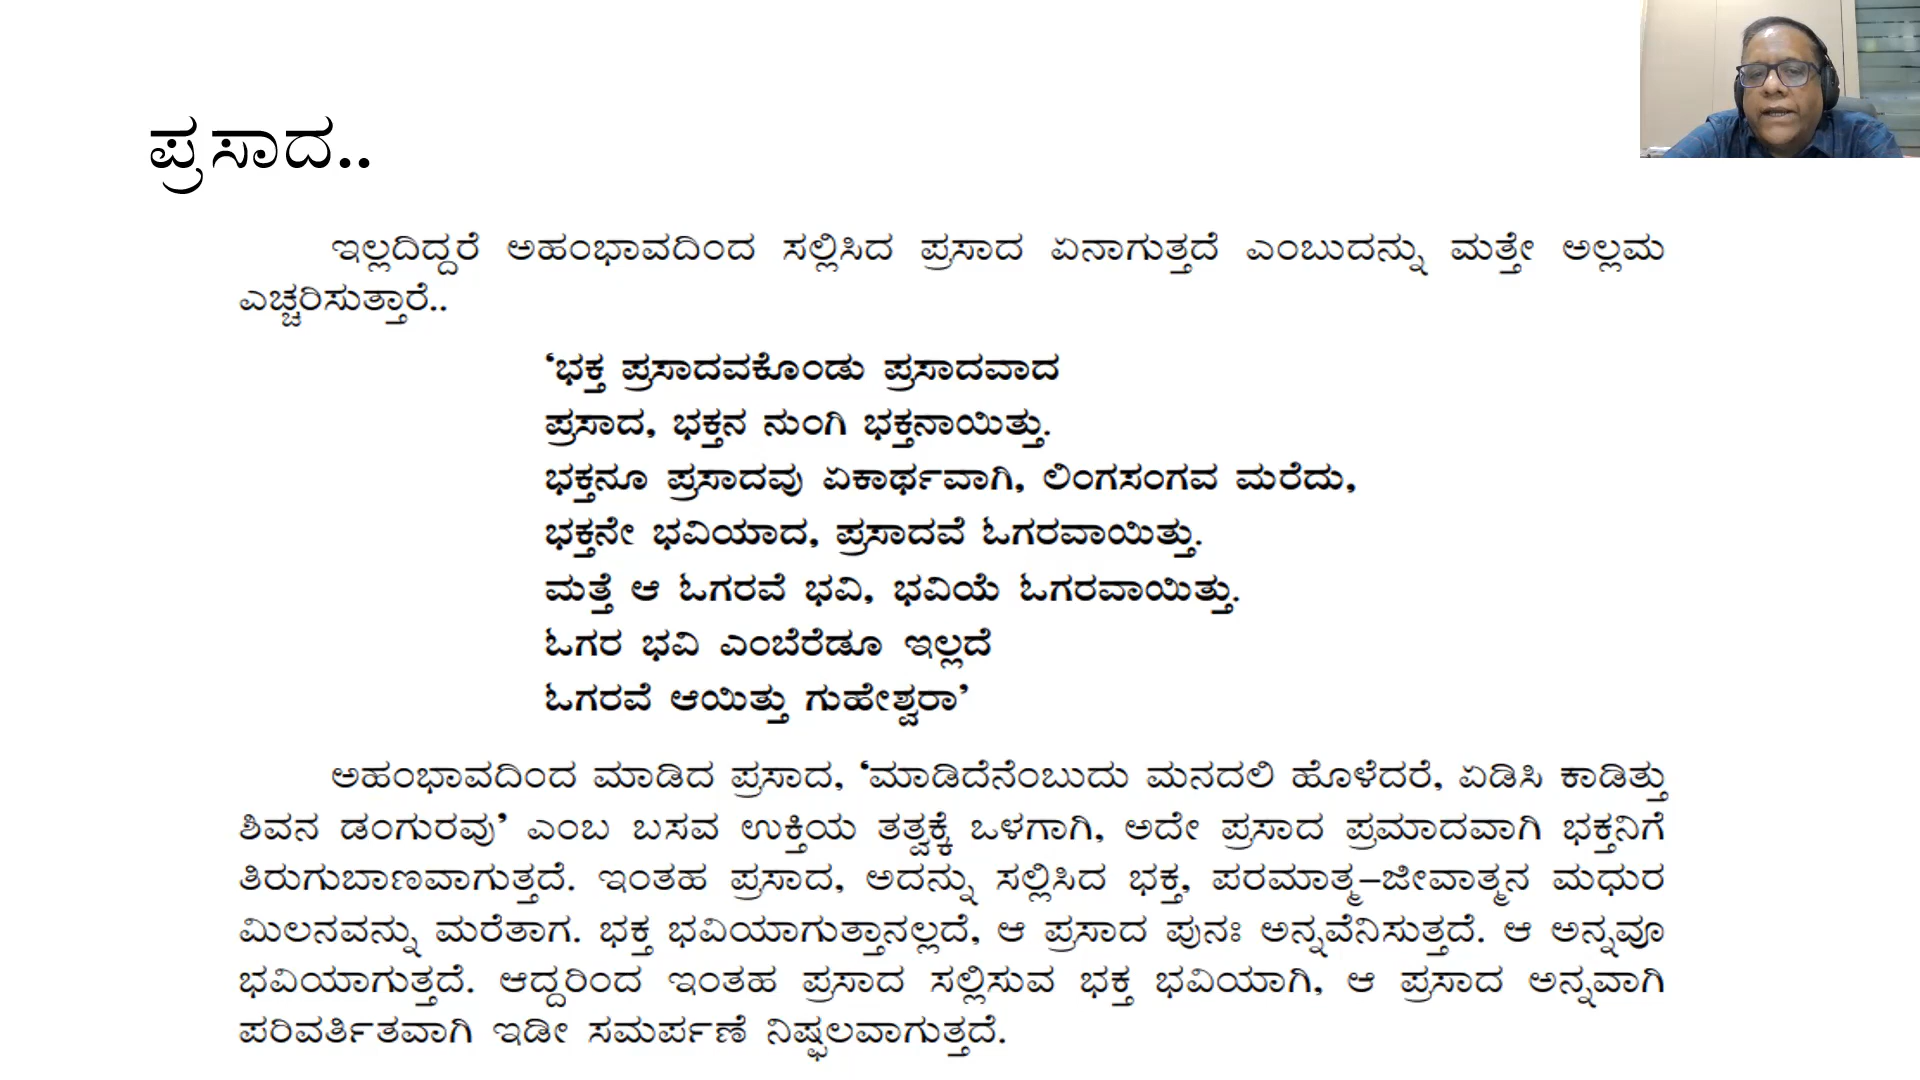 ಪ್ರಸಾದ..
ಇಲ್ಲದಿದ್ದರೆ ಅಹಂಭಾವದಿಂದ ಸಲ್ಲಿಸಿದ ಪ್ರಸಾದ ಏನಾಗುತ್ತದೆ ಎಂಬುದನ್ನು ಮತ್ತೇ ಅಲ್ಲಮ
ಎಚ್ಚರಿಸುತ್ತಾರೆ..
‘ಭಕ್ತ ಪ್ರಸಾದವಕೊಂಡು ಪ್ರಸಾದವಾದ
ಪ್ರಸಾದ, ಭಕ್ತನ ನುಂಗಿ ಭಕ್ತನಾಯಿತ್ತು.
ಭಕ್ತನೂ ಪ್ರಸಾದವು ಏಕಾರ್ಥವಾಗಿ, ಲಿಂಗಸಂಗವ ಮರೆದು,
ಭಕ್ತನೇ ಭವಿಯಾದ, ಪ್ರಸಾದವೆ ಓಗರವಾಯಿತ್ತು.
ಮತ್ತೆ ಆ ಓಗರವೆ ಭವಿ, ಭವಿಯೆ ಓಗರವಾಯಿತ್ತು.
ಓಗರ ಭವಿ ಎಂಬೆರೆಡೂ ಇಲ್ಲದೆ
ಓಗರವೆ ಆಯಿತ್ತು ಗುಹೇಶ್ವರಾ’
ಅಹಂಭಾವದಿಂದ ಮಾಡಿದ ಪ್ರಸಾದ, ‘ಮಾಡಿದೆನೆಂಬುದು ಮನದಲಿ ಹೊಳೆದರೆ, ಏಡಿಸಿ ಕಾಡಿತ್ತು
ಶಿವನ ಡಂಗುರವು’ ಎಂಬ ಬಸವ ಉಕ್ತಿಯ ತತ್ವಕ್ಕೆ ಒಳಗಾಗಿ, ಅದೇ ಪ್ರಸಾದ ಪ್ರಮಾದವಾಗಿ ಭಕ್ತನಿಗೆ
ತಿರುಗುಬಾಣವಾಗುತ್ತದೆ. ಇಂತಹ ಪ್ರಸಾದ, ಅದನ್ನು ಸಲ್ಲಿಸಿದ ಭಕ್ತ, ಪರಮಾತ್ಮ–ಜೀವಾತ್ಮನ ಮಧುರ
ಮಿಲನವನ್ನು ಮರೆತಾಗ. ಭಕ್ತ ಭವಿಯಾಗುತ್ತಾನಲ್ಲದೆ, ಆ ಪ್ರಸಾದ ಪುನಃ ಅನ್ನವೆನಿಸುತ್ತದೆ. ಆ ಅನ್ನವೂ
ಭವಿಯಾಗುತ್ತದೆ. ಆದ್ದರಿಂದ ಇಂತಹ ಪ್ರಸಾದ ಸಲ್ಲಿಸುವ ಭಕ್ತ ಭವಿಯಾಗಿ, ಆ ಪ್ರಸಾದ ಅನ್ನವಾಗಿ
ಪರಿವರ್ತಿತವಾಗಿ ಇಡೀ ಸಮರ್ಪಣೆ ನಿಷ್ಫಲವಾಗುತ್ತದೆ.